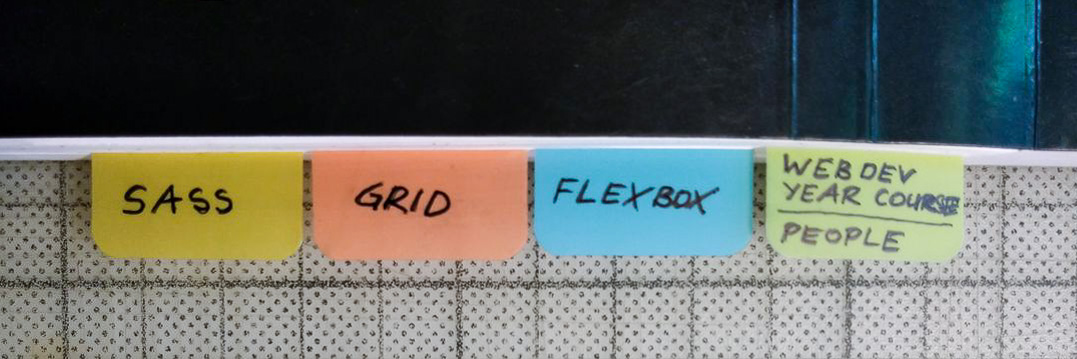 SASS
GRID
FLEXBOX
WEB DEV
YEAR COURSE
PEOPLE